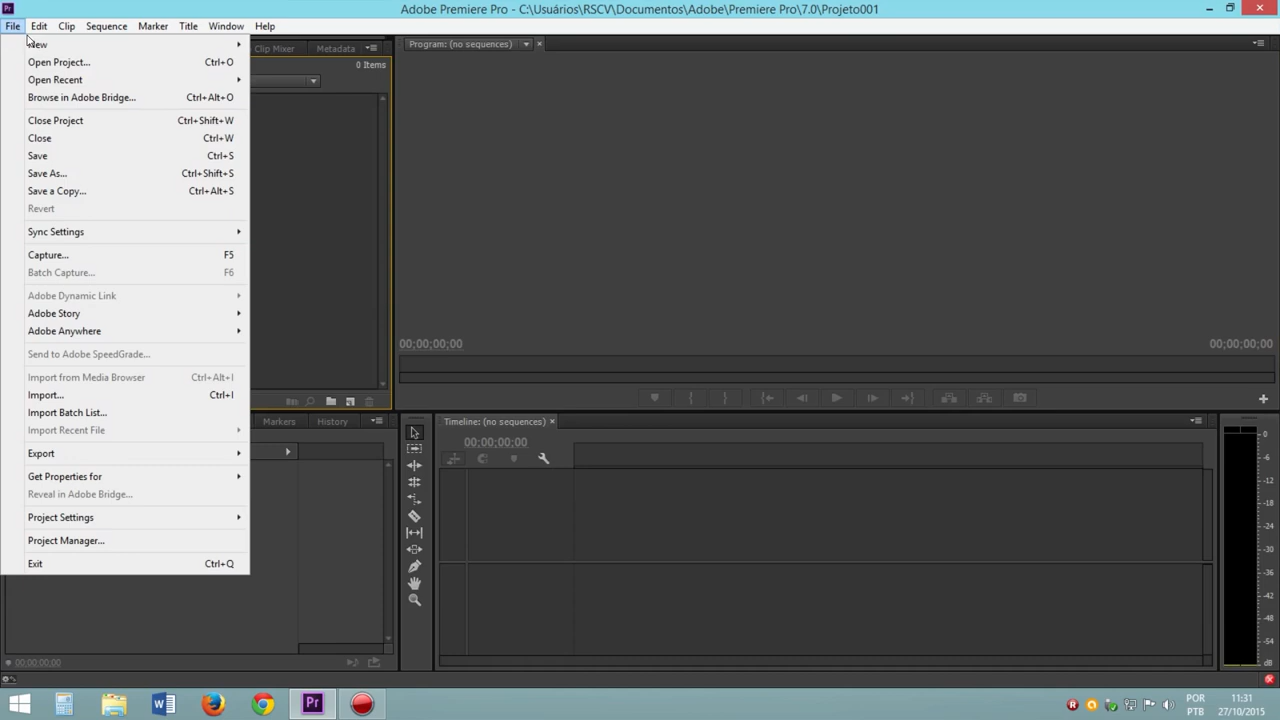 Pr Adobe Premiere Pro - C:\Usuários\RSCV\Documentos\Adobe\Premiere Pro\7.0\Projeto001
File Edit Clip Sequence Marker Title Window Help
New
Open Project... Ctrl+O
Open Recent
Browse in Adobe Bridge... Ctrl+Alt+O
Close Project Ctrl+Shift+W
Close Ctrl+W
Save Ctrl+S
Save As... Ctrl+Shift+S
Save a Copy... Ctrl+Alt+S
Revert
Sync Settings
Capture... F5
Batch Capture... F6
Adobe Dynamic Link
Adobe Story
Adobe Anywhere
Send to Adobe SpeedGrade...
Import from Media Browser Ctrl+Alt+I
Import... Ctrl+I
Import Batch List...
Import Recent File
Export
Get Properties for
Reveal in Adobe Bridge...
Project Settings
Project Manager...
Exit Ctrl+Q
Clip Mixer Metadata
0 Items
Program: (no sequences)
00;00;00;00 00;00;00;00
Markers History
Timeline: (no sequences)
00;00;00;00
0
-6
-12
-18
-24
-30
-36
-42
-48
-54
dB
00:00:00:00
Pr
POR
PTB
11:31
27/10/2015